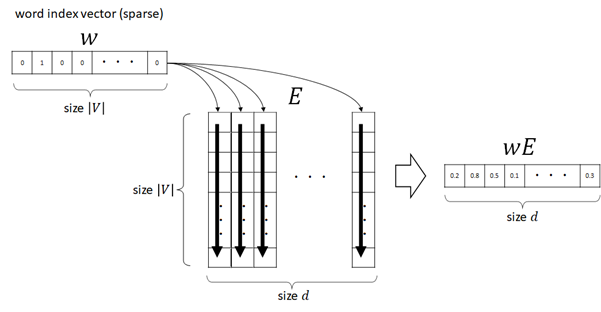 word index vector (sparse)
w
0 1 0 0 · · · 0
size |V|
E
size |V|
· · ·
size d
wE
0.2 0.8 0.5 0.1 · · · 0.3
size d